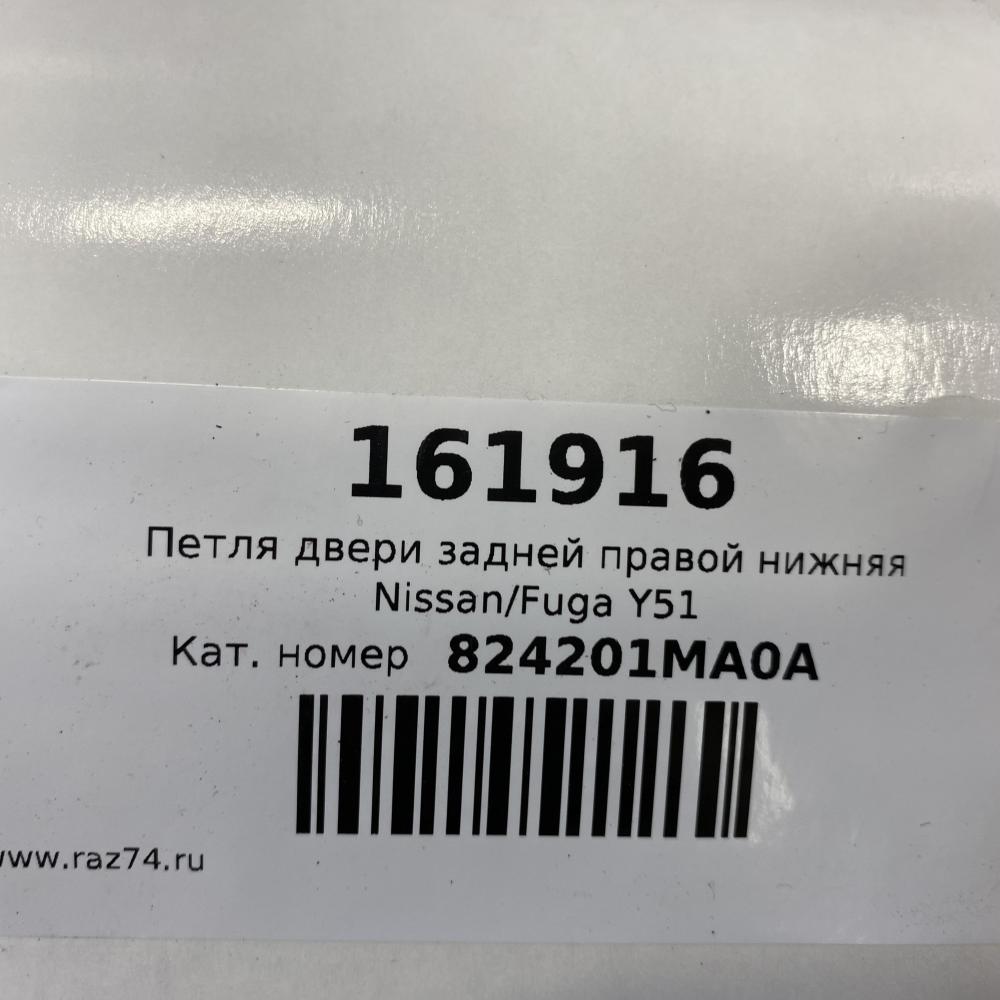 161916
Петля двери задней правой нижняя
Nissan/Fuga Y51
Кат. номер 824201MA0A
www.raz74.ru